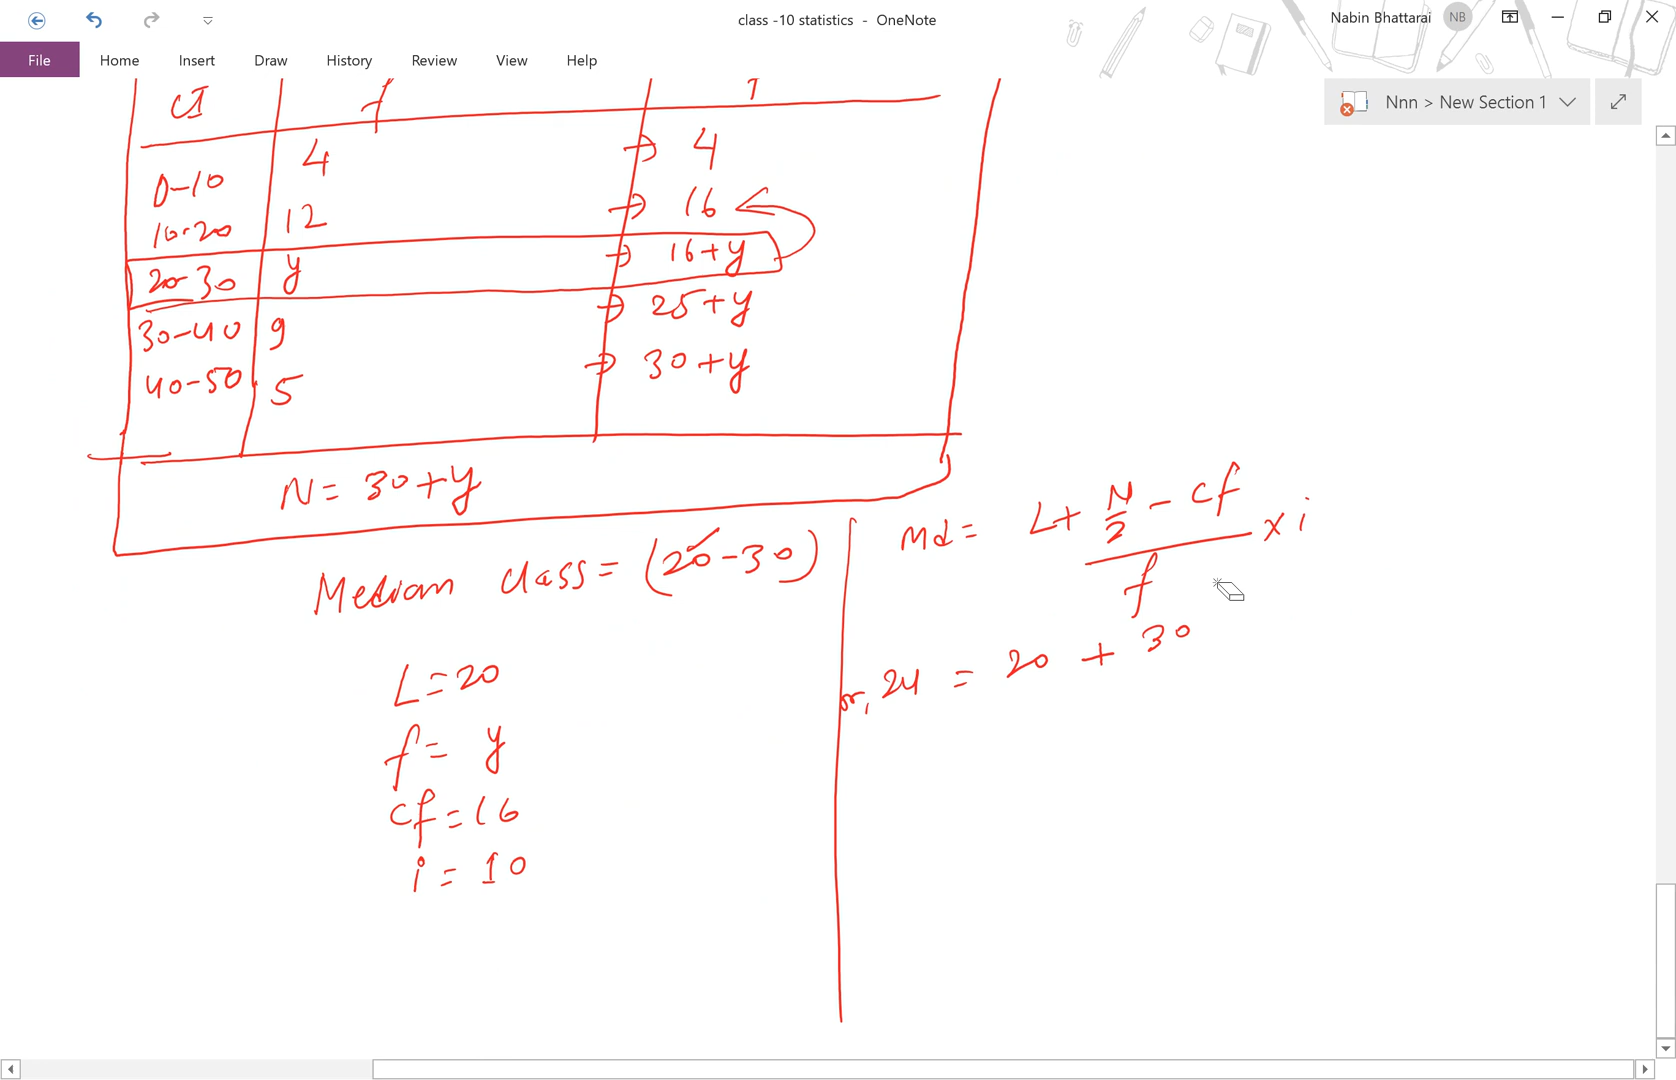 class -10 statistics - OneNote
Nabin Bhattarai NB
File Home Insert Draw History Review View Help
Nnn > New Section 1
CI f
0-10 4 → 4
10-20 12 → 16
20-30 y → 16+y
30-40 9 → 25+y
40-50 5 → 30+y
N= 30+y
Median class = (20-30)
L=20
f= y
cf=16
i= 10
Md= L+ N/2 - cf / f × i
or, 24 = 20 + 30